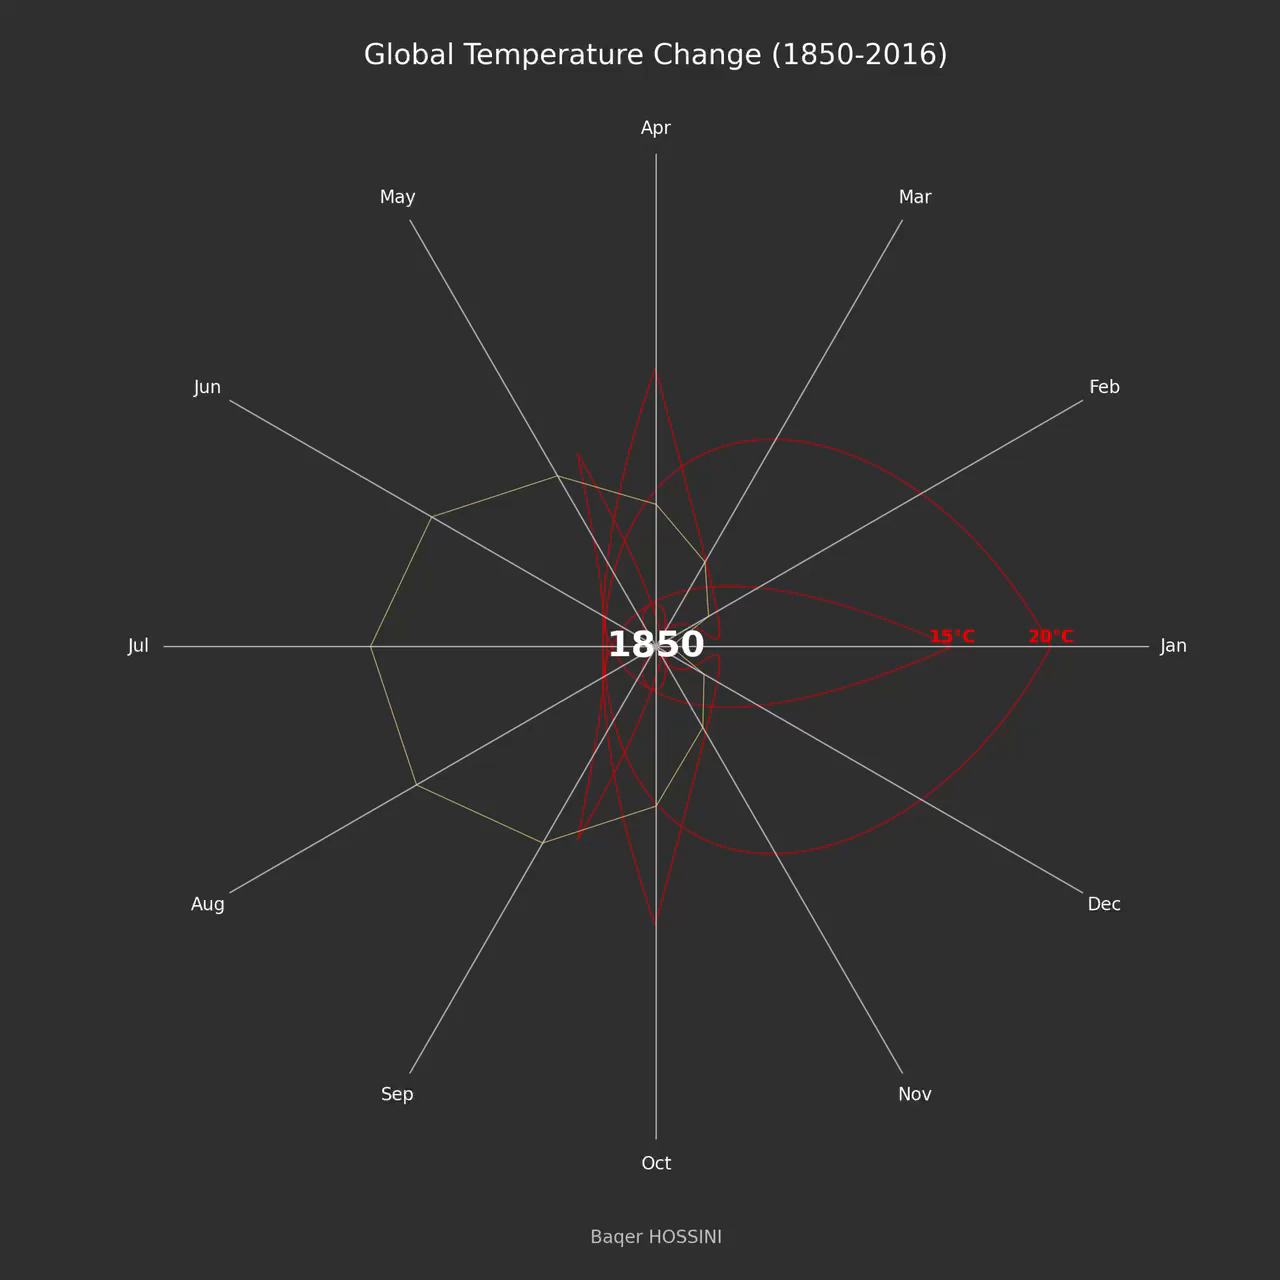 Global Temperature Change (1850-2016)
Apr
May
Mar
Jun
Feb
15°C
20°C
Jul
1850
Jan
Aug
Dec
Sep
Nov
Oct
Baqer HOSSINI